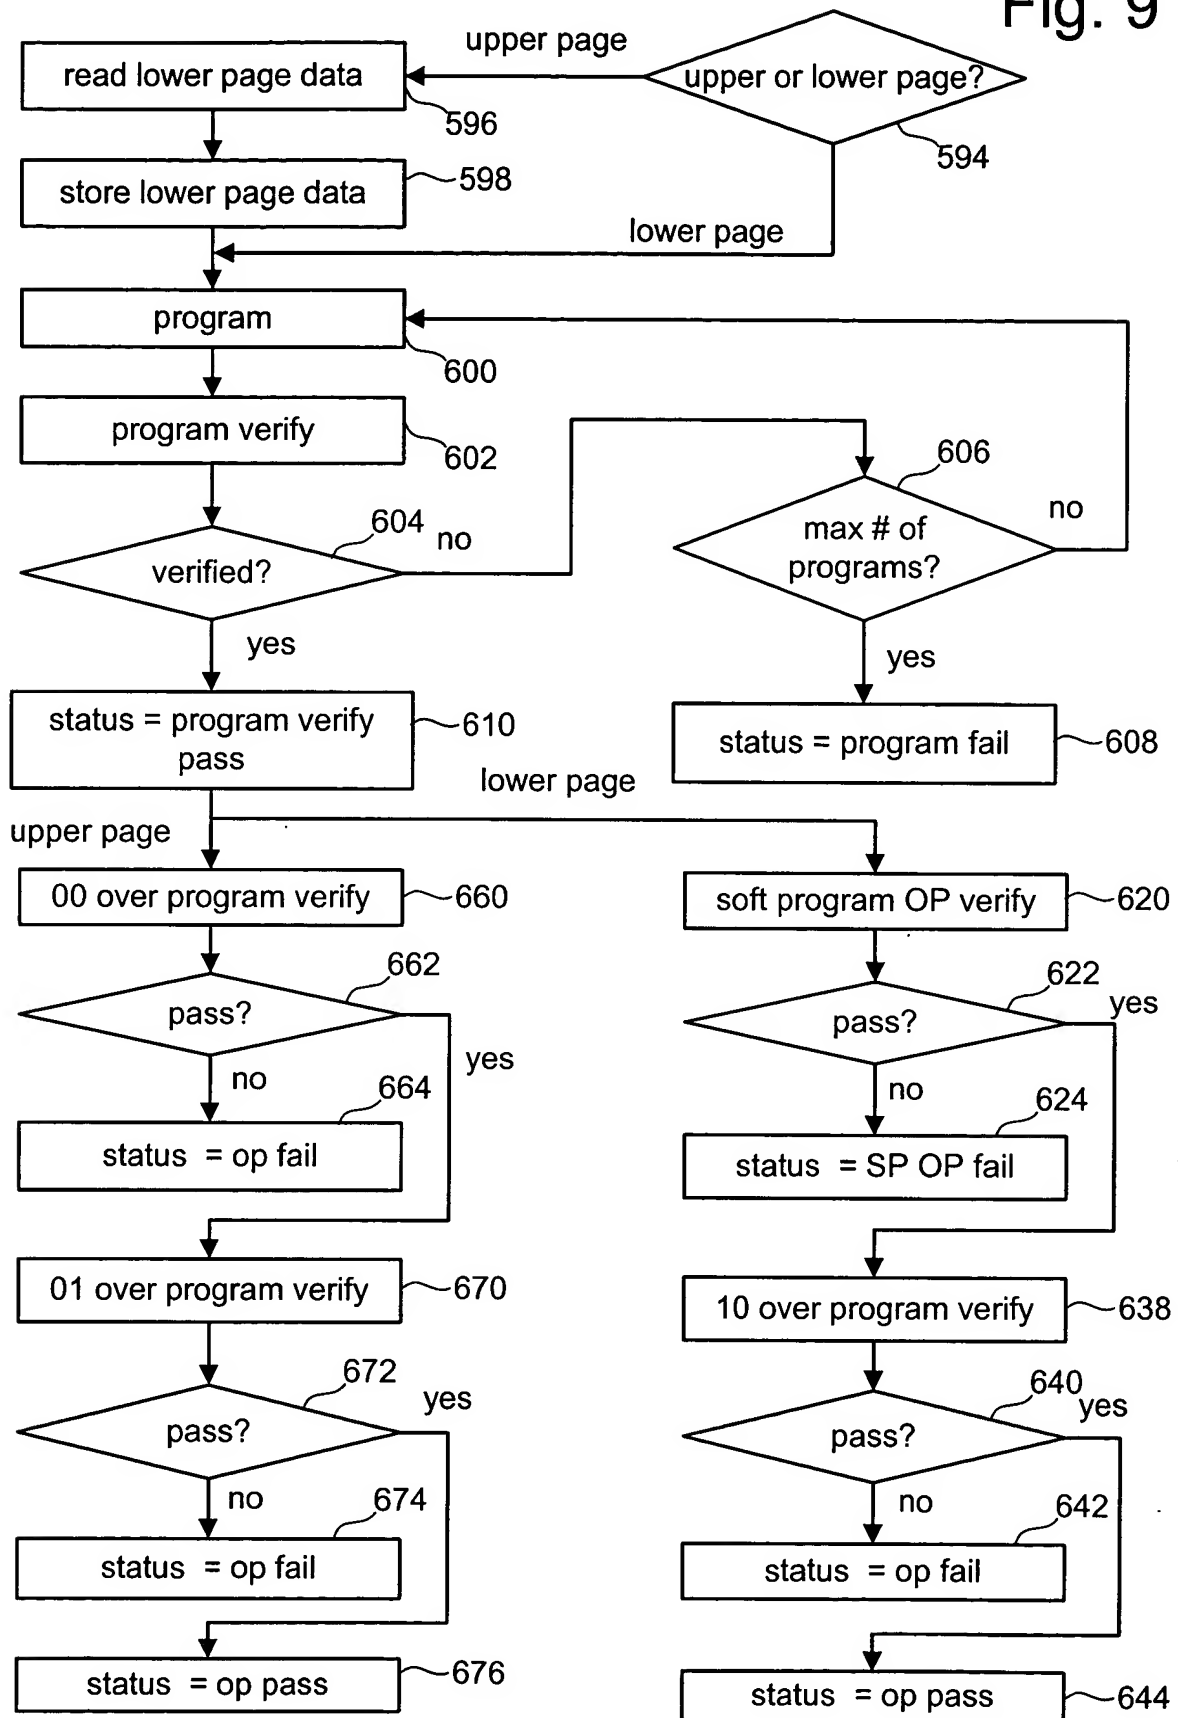 Fig. 9
upper page
read lower page data
upper or lower page?
596
594
store lower page data
598
lower page
program
600
program verify
602
606
604
no
max # of
programs?
no
verified?
yes
yes
status = program verify
pass
610
status = program fail
608
lower page
upper page
00 over program verify
660
soft program OP verify
620
662
622
pass?
yes
pass?
yes
no
no
664
624
status = op fail
status = SP OP fail
01 over program verify
670
10 over program verify
638
672
yes
640
yes
pass?
pass?
no
no
674
642
status = op fail
status = op fail
status = op pass
676
status = op pass
644